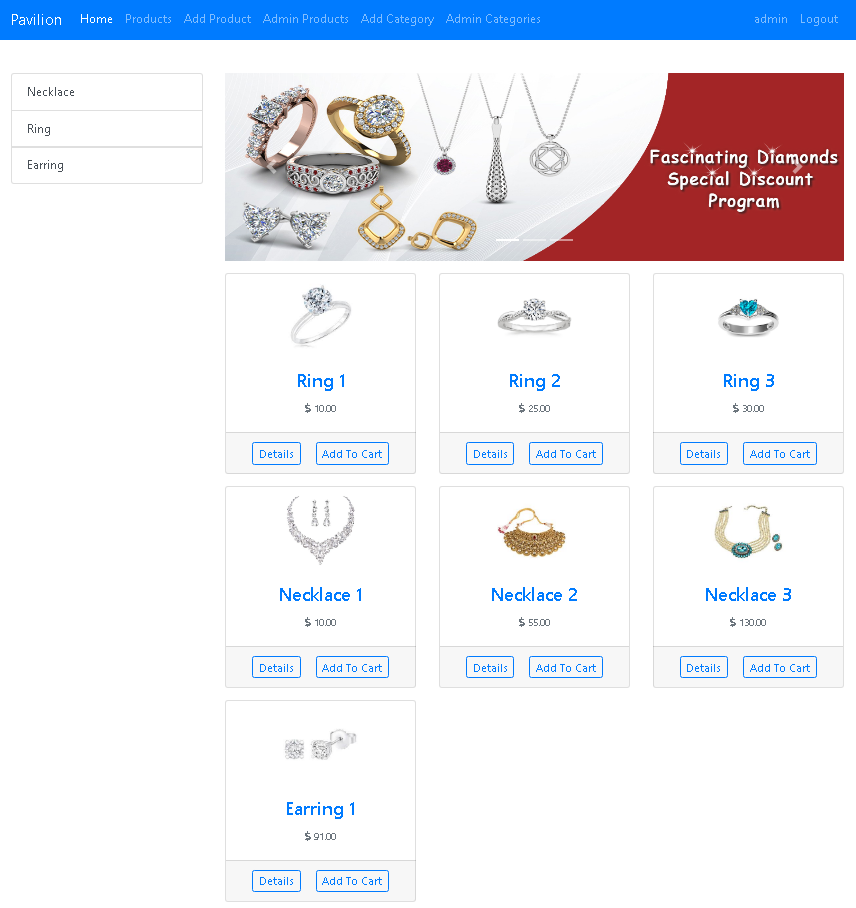 Pavilion Home Products Add Product Admin Products Add Category Admin Categories admin Logout
Necklace
Ring
Earring
Fascinating Diamonds
Special Discount
Program
Ring 1 Ring 2 Ring 3
$ 10.00 $ 25.00 $ 30.00
Details Add To Cart Details Add To Cart Details Add To Cart
Necklace 1 Necklace 2 Necklace 3
$ 10.00 $ 55.00 $ 130.00
Details Add To Cart Details Add To Cart Details Add To Cart
Earring 1
$ 91.00
Details Add To Cart